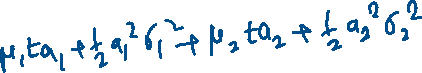 μ₁ta₁ + ½a₁²σ₁² + μ₂ta₂ + ½a₂²σ₂²